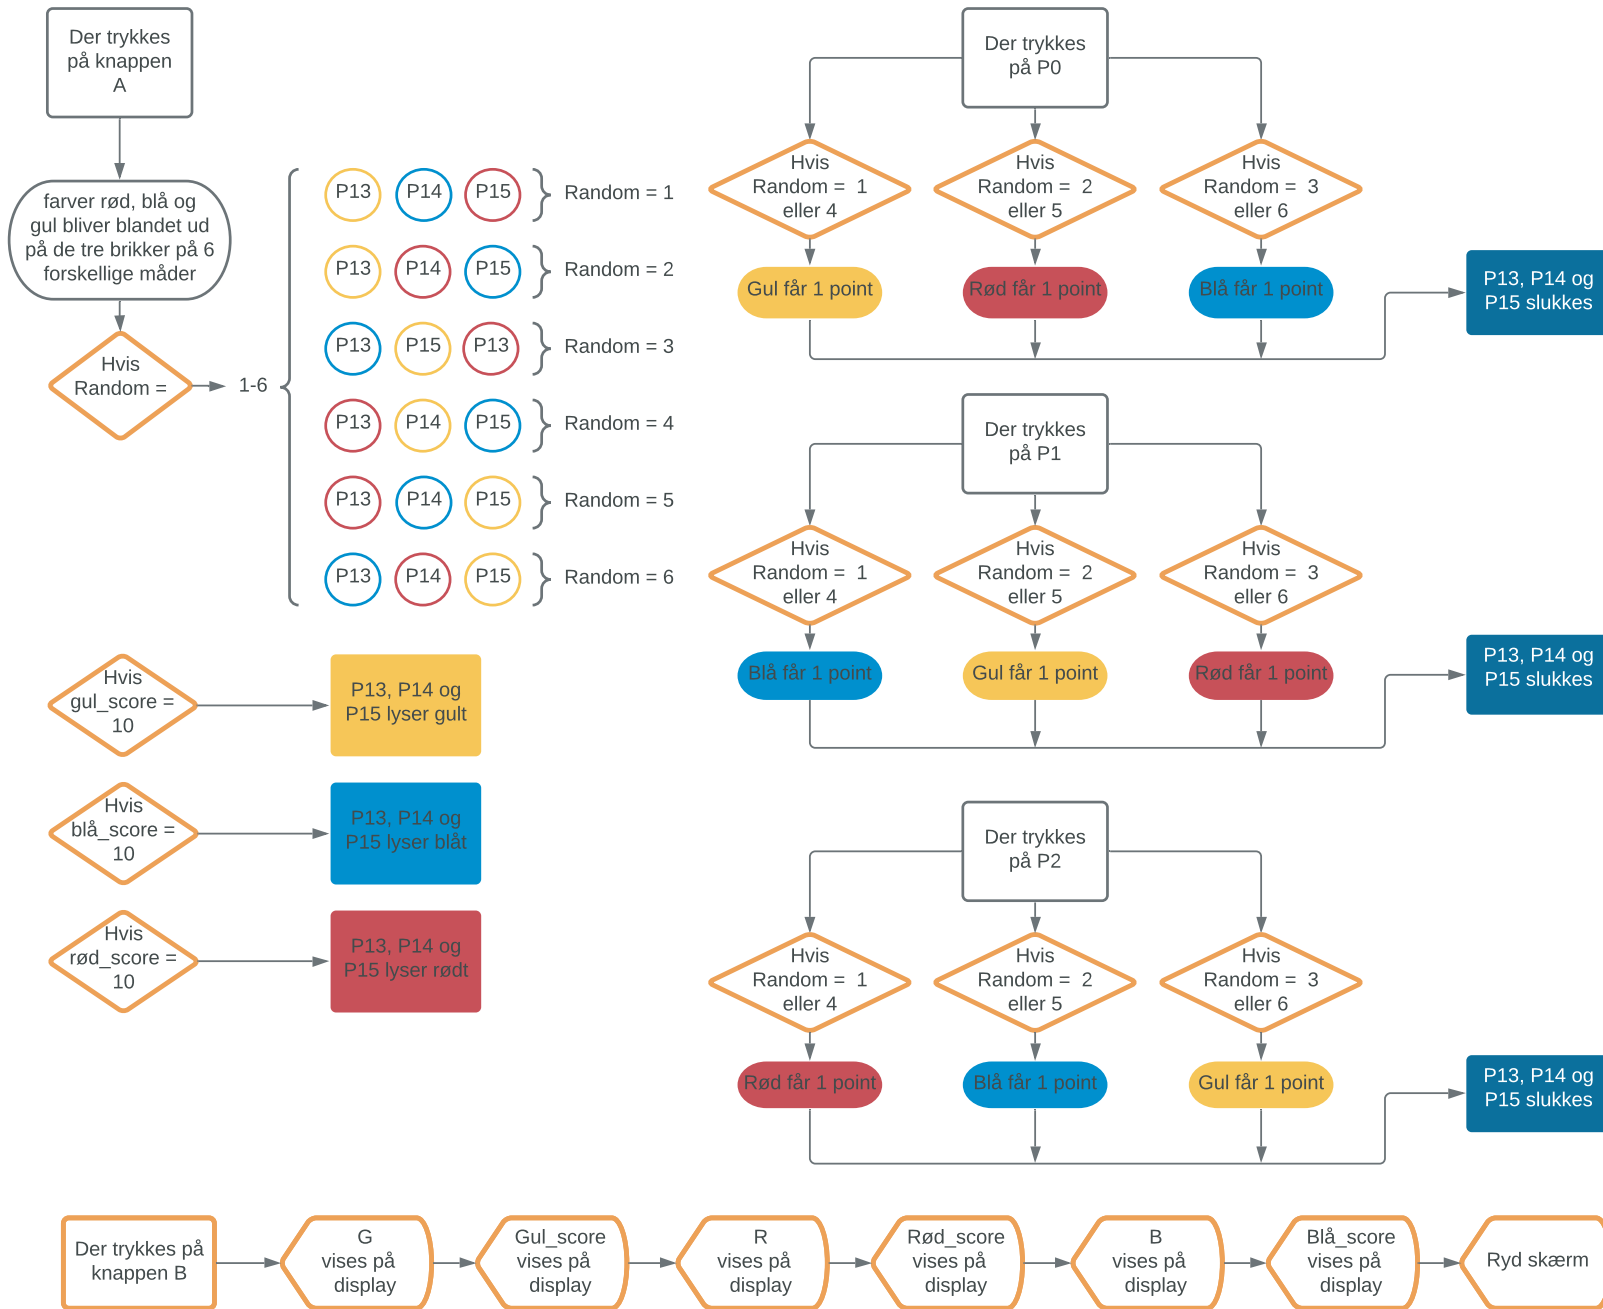 Der trykkes
på knappen
A
farver rød, blå og
gul bliver blandet ud
på de tre brikker på 6
forskellige måder
Hvis
Random =
1-6
P13 P14 P15 Random = 1
P13 P14 P15 Random = 2
P13 P15 P13 Random = 3
P13 P14 P15 Random = 4
P13 P14 P15 Random = 5
P13 P14 P15 Random = 6
Hvis
gul_score =
10
P13, P14 og
P15 lyser gult
Hvis
blå_score =
10
P13, P14 og
P15 lyser blåt
Hvis
rød_score =
10
P13, P14 og
P15 lyser rødt
Der trykkes
på P0
Hvis
Random = 1
eller 4
Hvis
Random = 2
eller 5
Hvis
Random = 3
eller 6
Gul får 1 point
Rød får 1 point
Blå får 1 point
P13, P14 og
P15 slukkes
Der trykkes
på P1
Hvis
Random = 1
eller 4
Hvis
Random = 2
eller 5
Hvis
Random = 3
eller 6
Blå får 1 point
Gul får 1 point
Rød får 1 point
P13, P14 og
P15 slukkes
Der trykkes
på P2
Hvis
Random = 1
eller 4
Hvis
Random = 2
eller 5
Hvis
Random = 3
eller 6
Rød får 1 point
Blå får 1 point
Gul får 1 point
P13, P14 og
P15 slukkes
Der trykkes på
knappen B
G
vises på
display
Gul_score
vises på
display
R
vises på
display
Rød_score
vises på
display
B
vises på
display
Blå_score
vises på
display
Ryd skærm